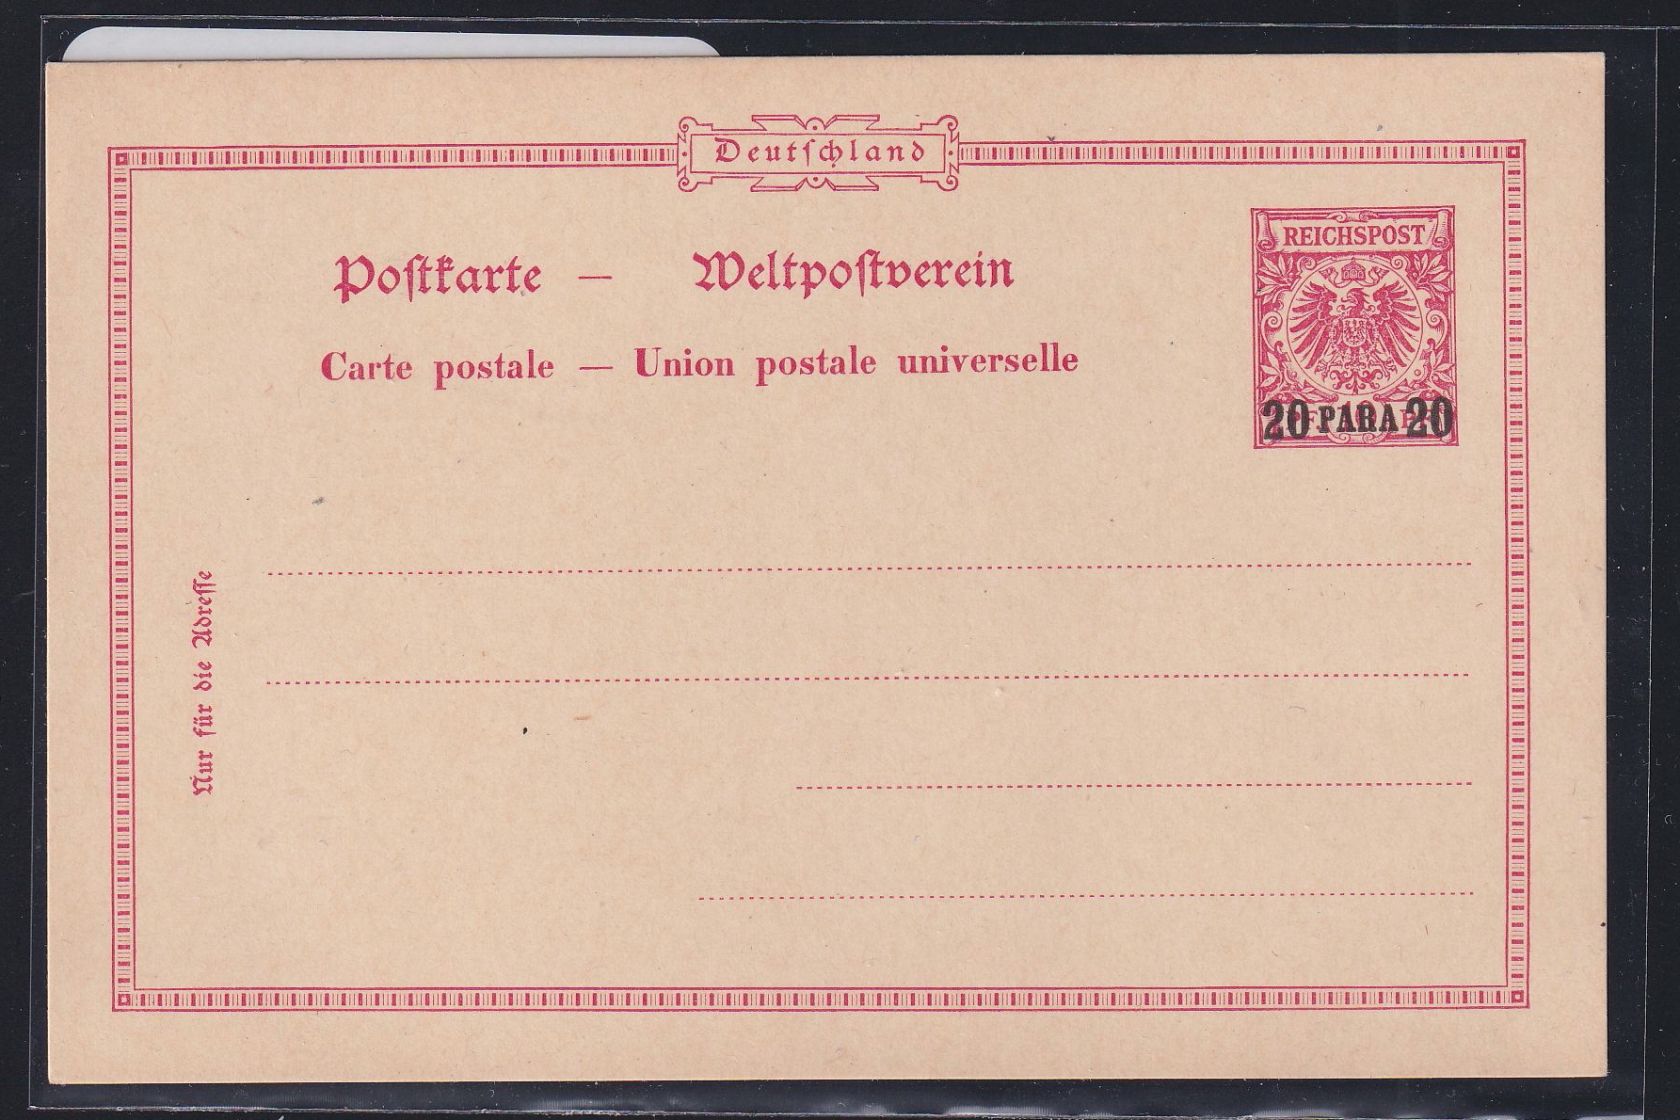 Deutſchland
REICHSPOST
Poſtkarte — Weltpoſtverein
Carte postale — Union postale universelle
20 PARA 20
Nur für die Adreſſe